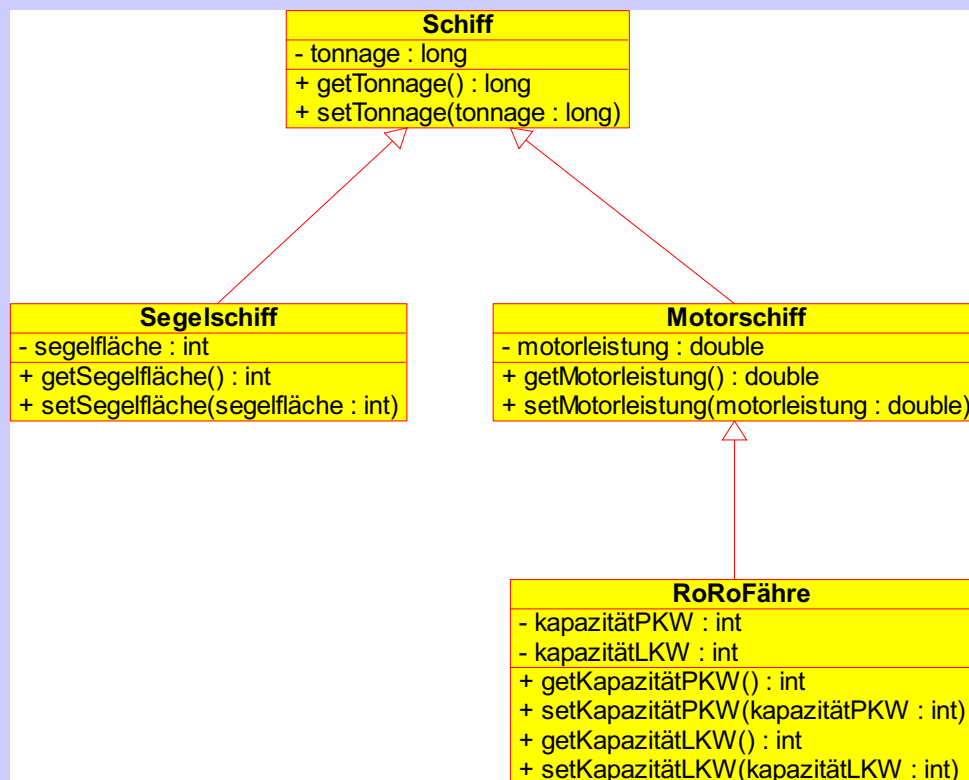 Schiff
- tonnage : long
+ getTonnage() : long
+ setTonnage(tonnage : long)
Segelschiff
- segelfläche : int
+ getSegelfläche() : int
+ setSegelfläche(segelfläche : int)
Motorschiff
- motorleistung : double
+ getMotorleistung() : double
+ setMotorleistung(motorleistung : double)
RoRoFähre
- kapazitätPKW : int
- kapazitätLKW : int
+ getKapazitätPKW() : int
+ setKapazitätPKW(kapazitätPKW : int)
+ getKapazitätLKW() : int
+ setKapazitätLKW(kapazitätLKW : int)